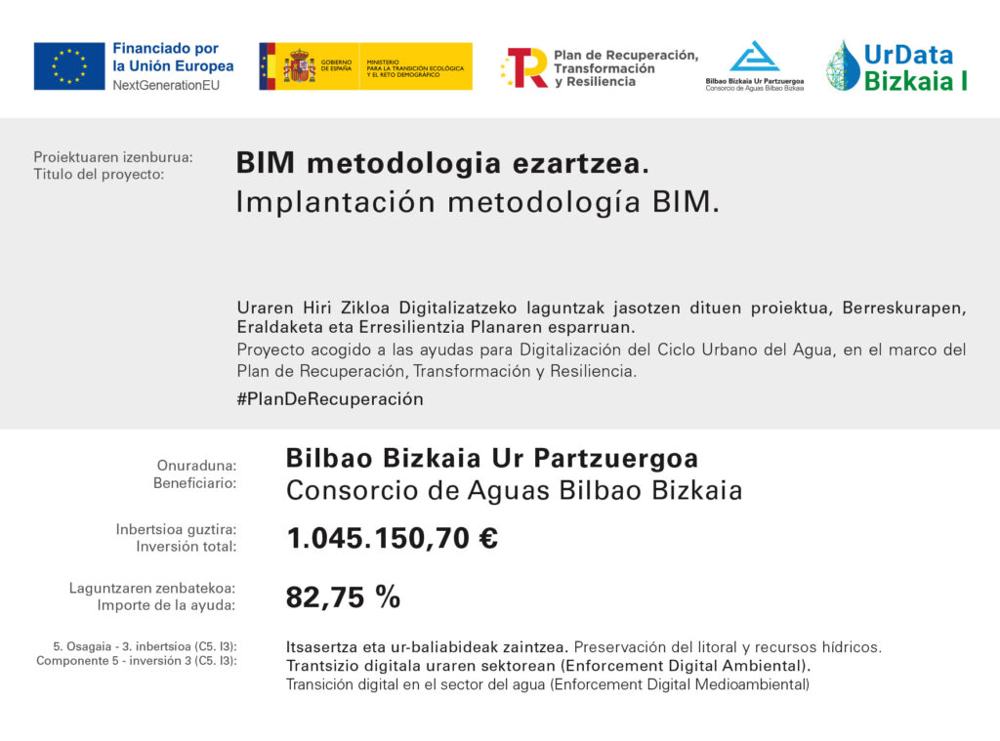 Financiado por
la Unión Europea
NextGenerationEU
GOBIERNO
DE ESPAÑA
MINISTERIO
PARA LA TRANSICIÓN ECOLÓGICA
Y EL RETO DEMOGRÁFICO
TR
Plan de Recuperación,
Transformación
y Resiliencia
Bilbao Bizkaia Ur Partzuergoa
Consorcio de Aguas Bilbao Bizkaia
UrData
Bizkaia I
Proiektuaren izenburua:
Titulo del proyecto:
BIM metodologia ezartzea.
Implantación metodología BIM.
Uraren Hiri Zikloa Digitalizatzeko laguntzak jasotzen dituen proiektua, Berreskurapen,
Eraldaketa eta Erresilientzia Planaren esparruan.
Proyecto acogido a las ayudas para Digitalización del Ciclo Urbano del Agua, en el marco del
Plan de Recuperación, Transformación y Resiliencia.
#PlanDeRecuperación
Onuraduna:
Beneficiario:
Bilbao Bizkaia Ur Partzuergoa
Consorcio de Aguas Bilbao Bizkaia
Inbertsioa guztira:
Inversión total:
1.045.150,70 €
Laguntzaren zenbatekoa:
Importe de la ayuda:
82,75 %
5. Osagaia - 3. inbertsioa (C5. I3):
Componente 5 - inversión 3 (C5. I3):
Itsasertza eta ur-baliabideak zaintzea. Preservación del litoral y recursos hídricos.
Trantsizio digitala uraren sektorean (Enforcement Digital Ambiental).
Transición digital en el sector del agua (Enforcement Digital Medioambiental)